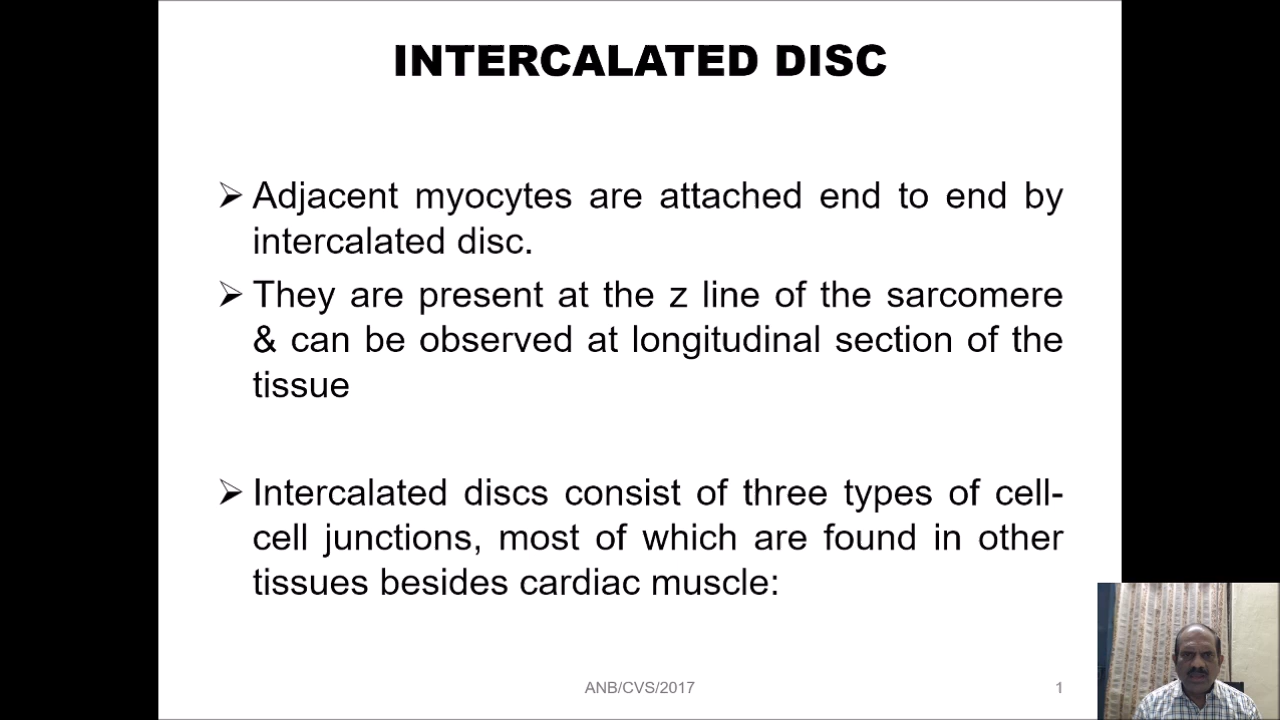 INTERCALATED DISC
➢ Adjacent myocytes are attached end to end by
intercalated disc.
➢ They are present at the z line of the sarcomere
& can be observed at longitudinal section of the
tissue
➢ Intercalated discs consist of three types of cell-
cell junctions, most of which are found in other
tissues besides cardiac muscle:
ANB/CVS/2017 1